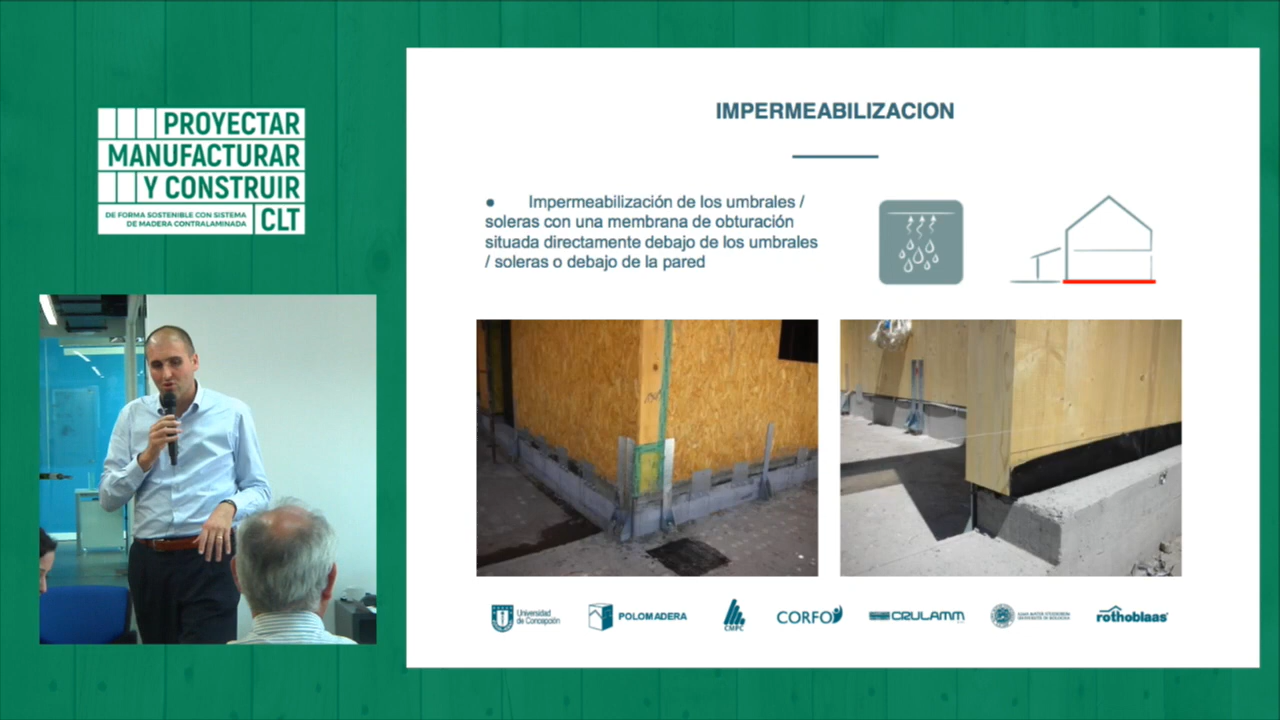 PROYECTAR
MANUFACTURAR
Y CONSTRUIR
DE FORMA SOSTENIBLE CON SISTEMA
DE MADERA CONTRALAMINADA
CLT
IMPERMEABILIZACION
● Impermeabilización de los umbrales /
soleras con una membrana de obturación
situada directamente debajo de los umbrales
/ soleras o debajo de la pared
Universidad
de Concepción
POLOMADERA
CMPC
CORFO
CRULAMM
rothoblaas